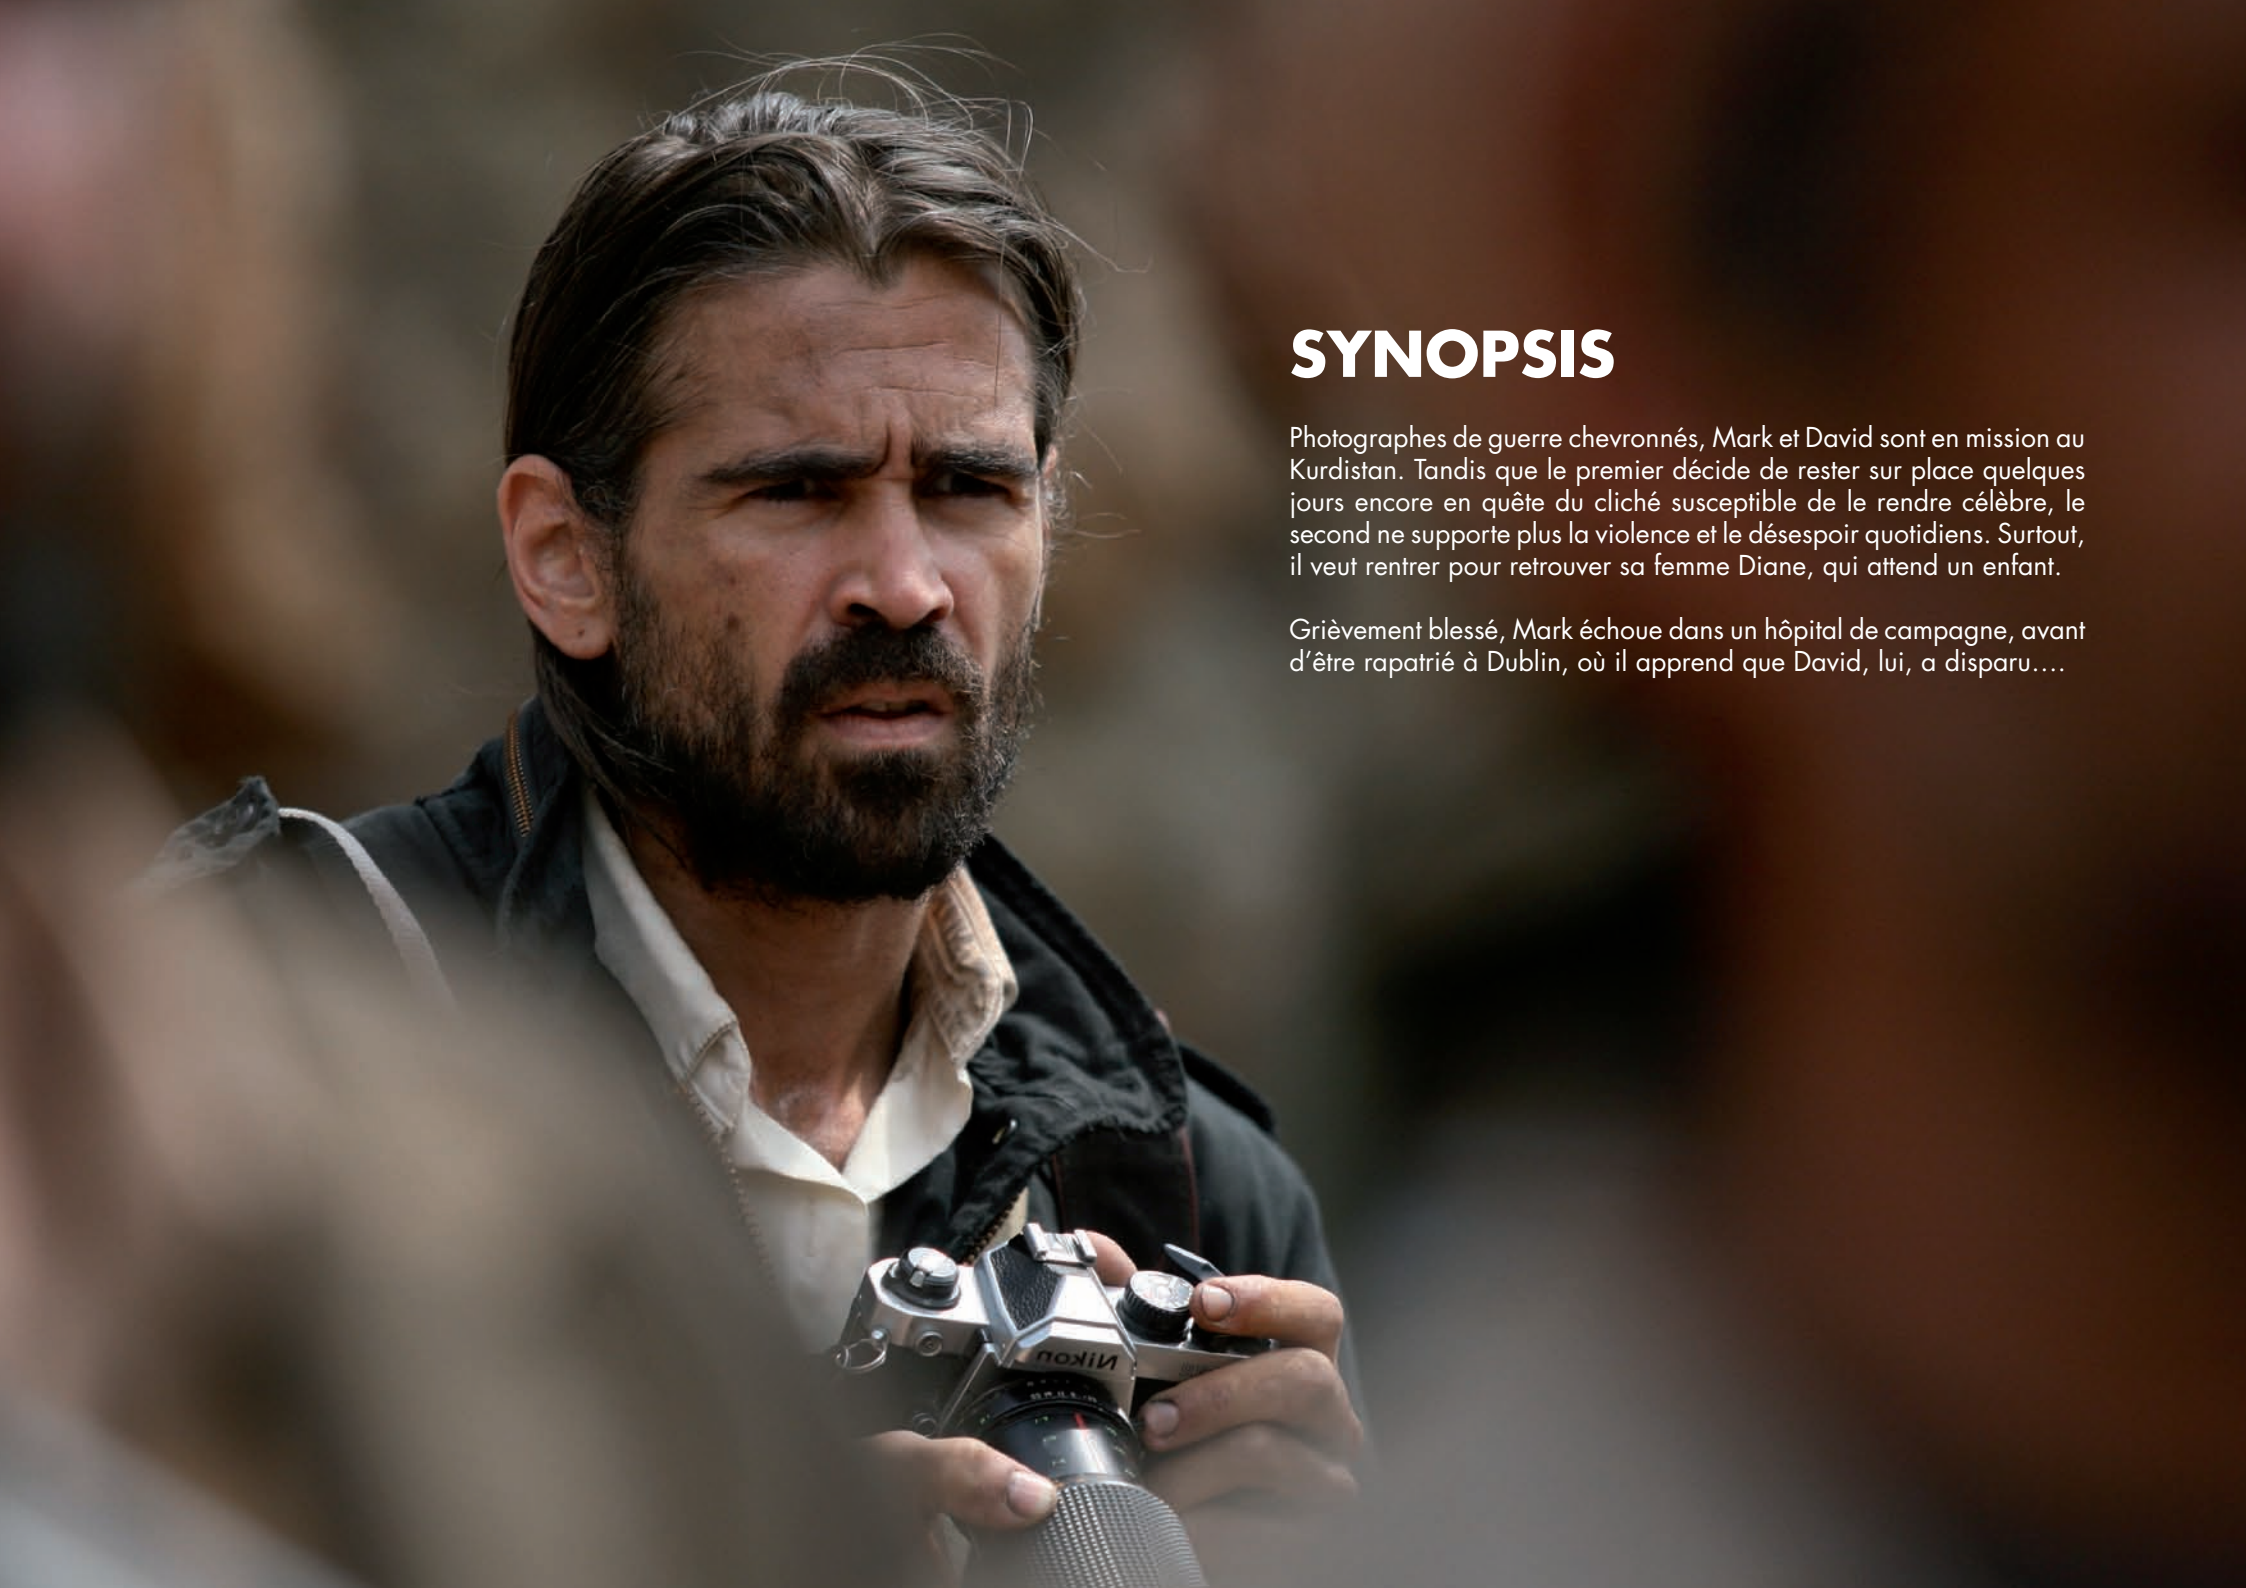 SYNOPSIS
Photographes de guerre chevronnés, Mark et David sont en mission au
Kurdistan. Tandis que le premier décide de rester sur place quelques
jours encore en quête du cliché susceptible de le rendre célèbre, le
second ne supporte plus la violence et le désespoir quotidiens. Surtout,
il veut rentrer pour retrouver sa femme Diane, qui attend un enfant.
Grièvement blessé, Mark échoue dans un hôpital de campagne, avant
d’être rapatrié à Dublin, où il apprend que David, lui, a disparu....
Nikon